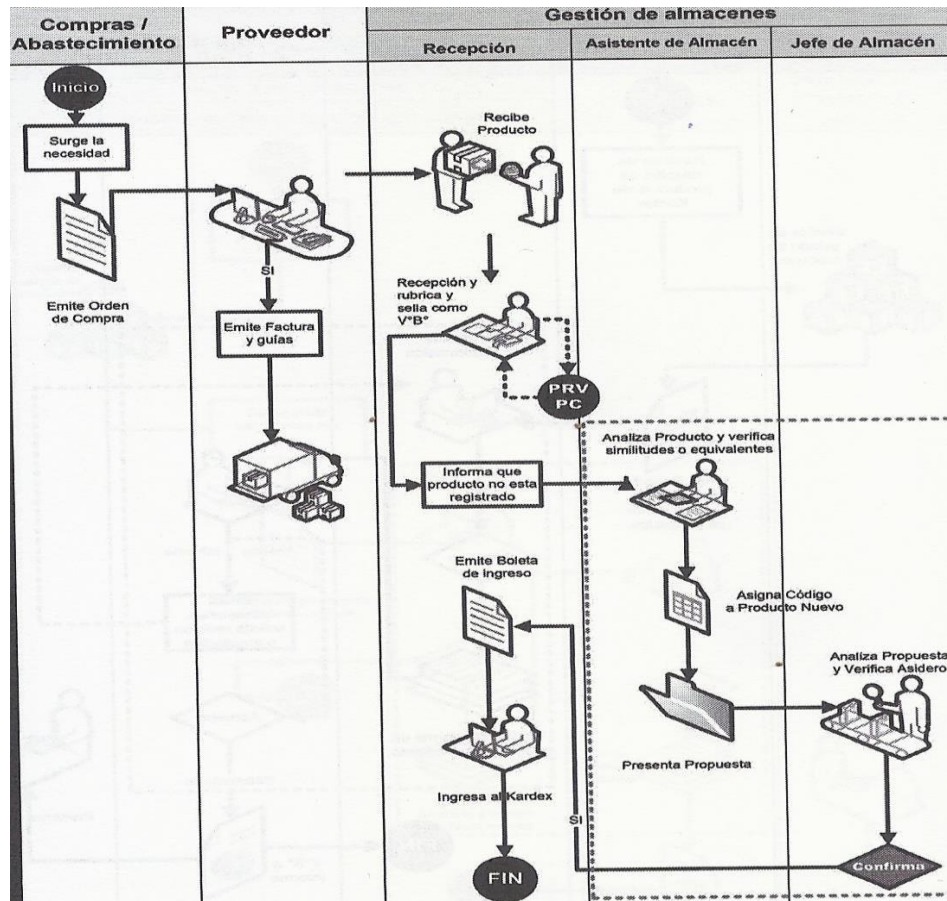 Compras /
Abastecimiento
Proveedor
Gestión de almacenes
Recepción
Asistente de Almacén
Jefe de Almacén
Inicio
Surge la
necesidad
Emite Orden
de Compra
SI
Emite Factura
y guías
Recibe
Producto
Recepción y
rubrica y
sella como
V°B°
PRV
PC
Informa que
producto no esta
registrado
Analiza Producto y verifica
similitudes o equivalentes
Asigna Código
a Producto Nuevo
Presenta Propuesta
Analiza Propuesta
y Verifica Asidero
Confirma
SI
Emite Boleta
de ingreso
Ingresa al Kardex
FIN